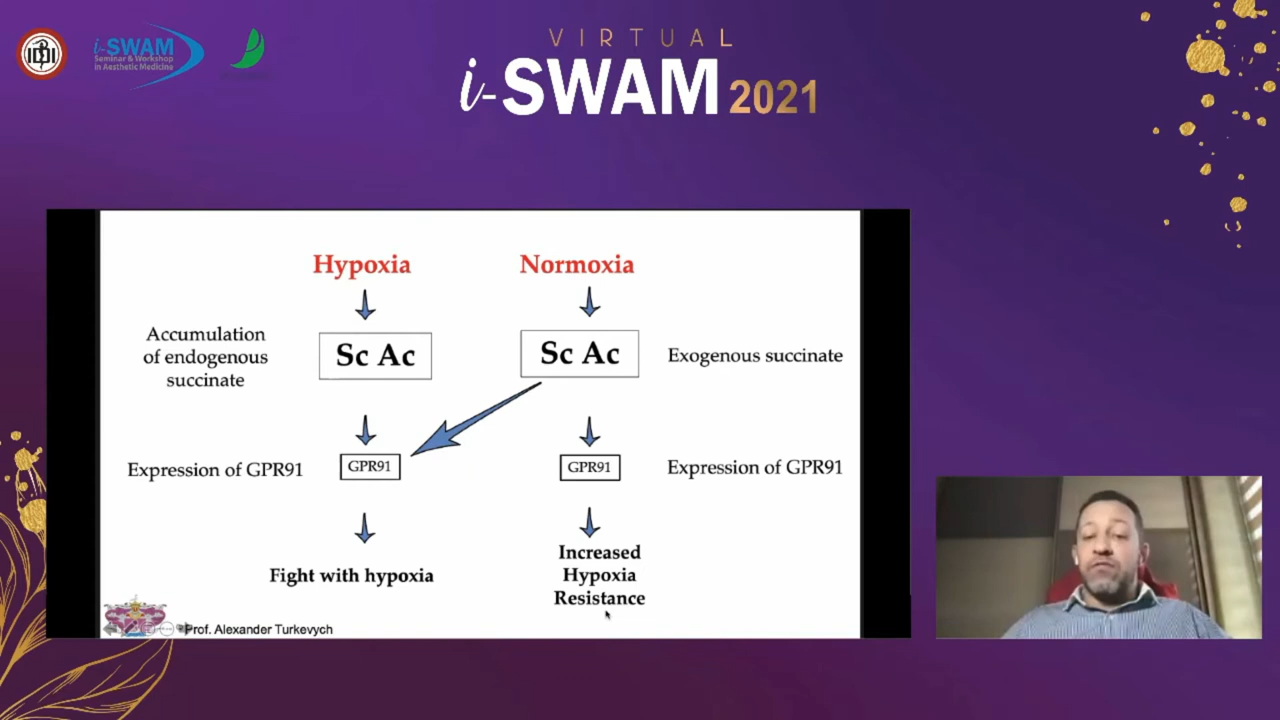 i-SWAM
Seminar & Workshop
in Aesthetic Medicine
VIRTUAL
i-SWAM 2021
Hypoxia
Normoxia
Accumulation
of endogenous
succinate
Sc Ac
Sc Ac
Exogenous succinate
Expression of GPR91
GPR91
GPR91
Expression of GPR91
Fight with hypoxia
Increased
Hypoxia
Resistance
Prof. Alexander Turkevych